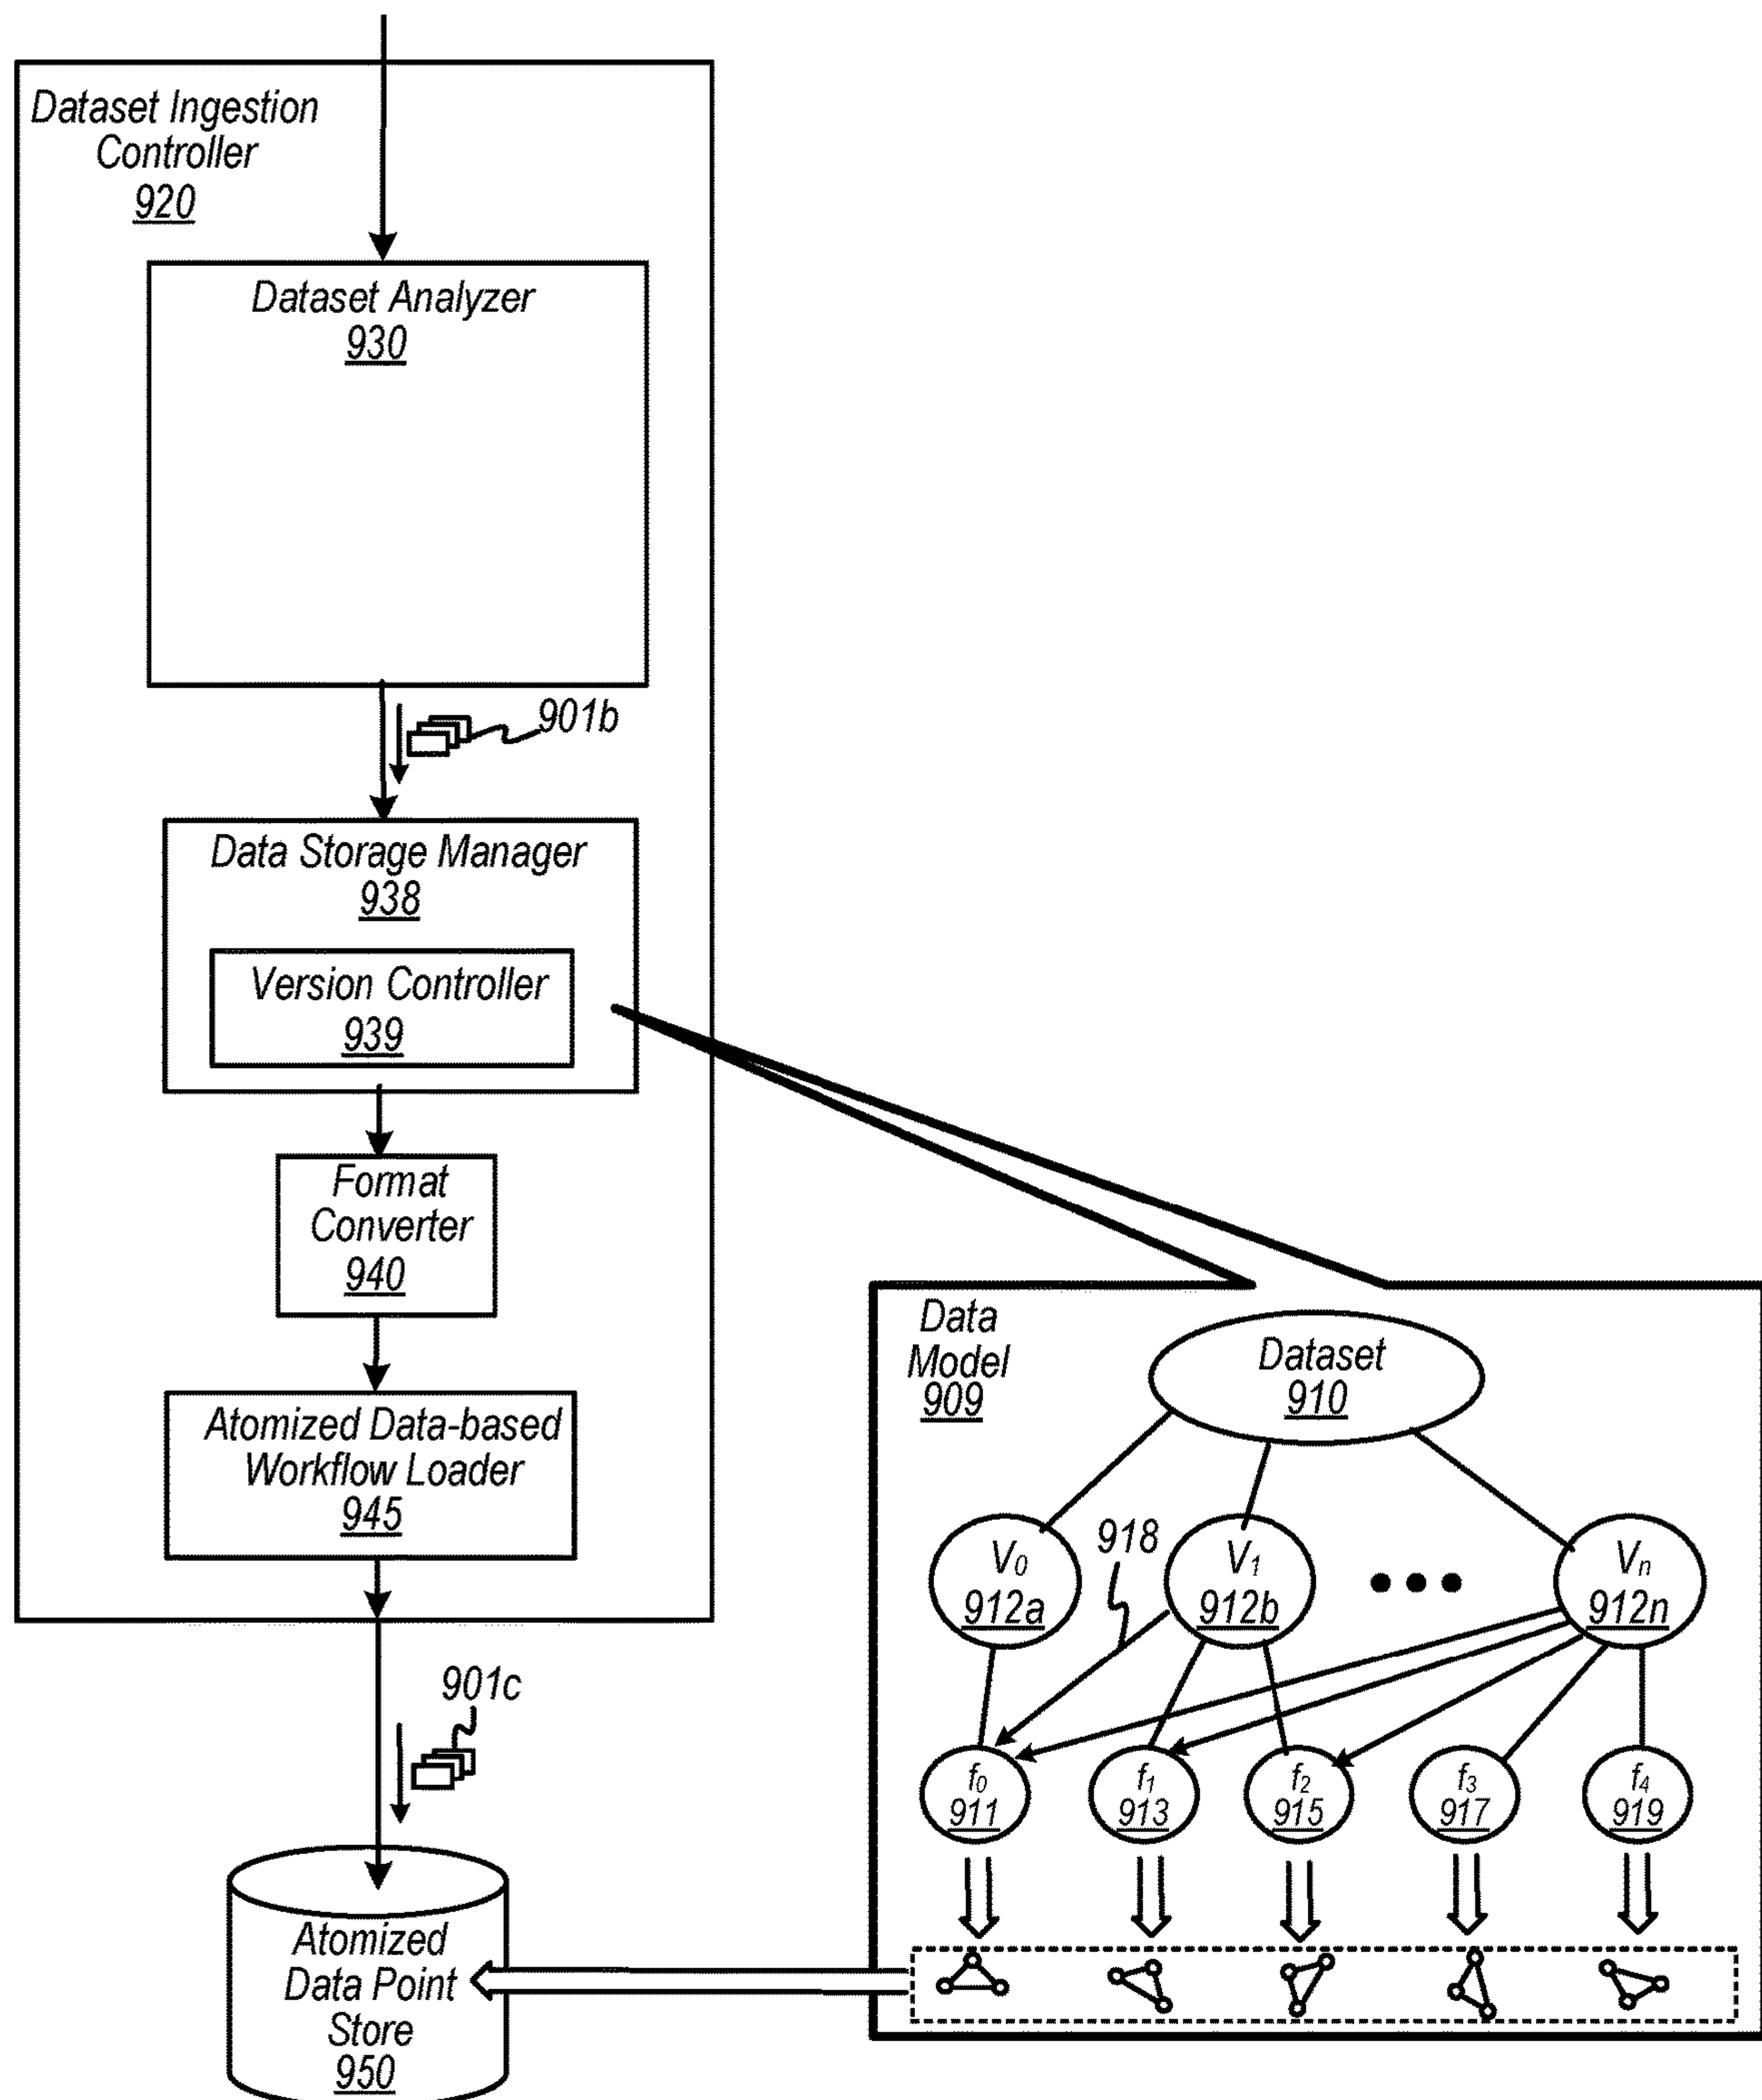 Dataset Ingestion
Controller
920
Dataset Analyzer
930
901b
Data Storage Manager
938
Version Controller
939
Format
Converter
940
Atomized Data-based
Workflow Loader
945
901c
Atomized
Data Point
Store
950
Data
Model
909
Dataset
910
918
V0
912a
V1
912b
Vn
912n
f0
911
f1
913
f2
915
f3
917
f4
919